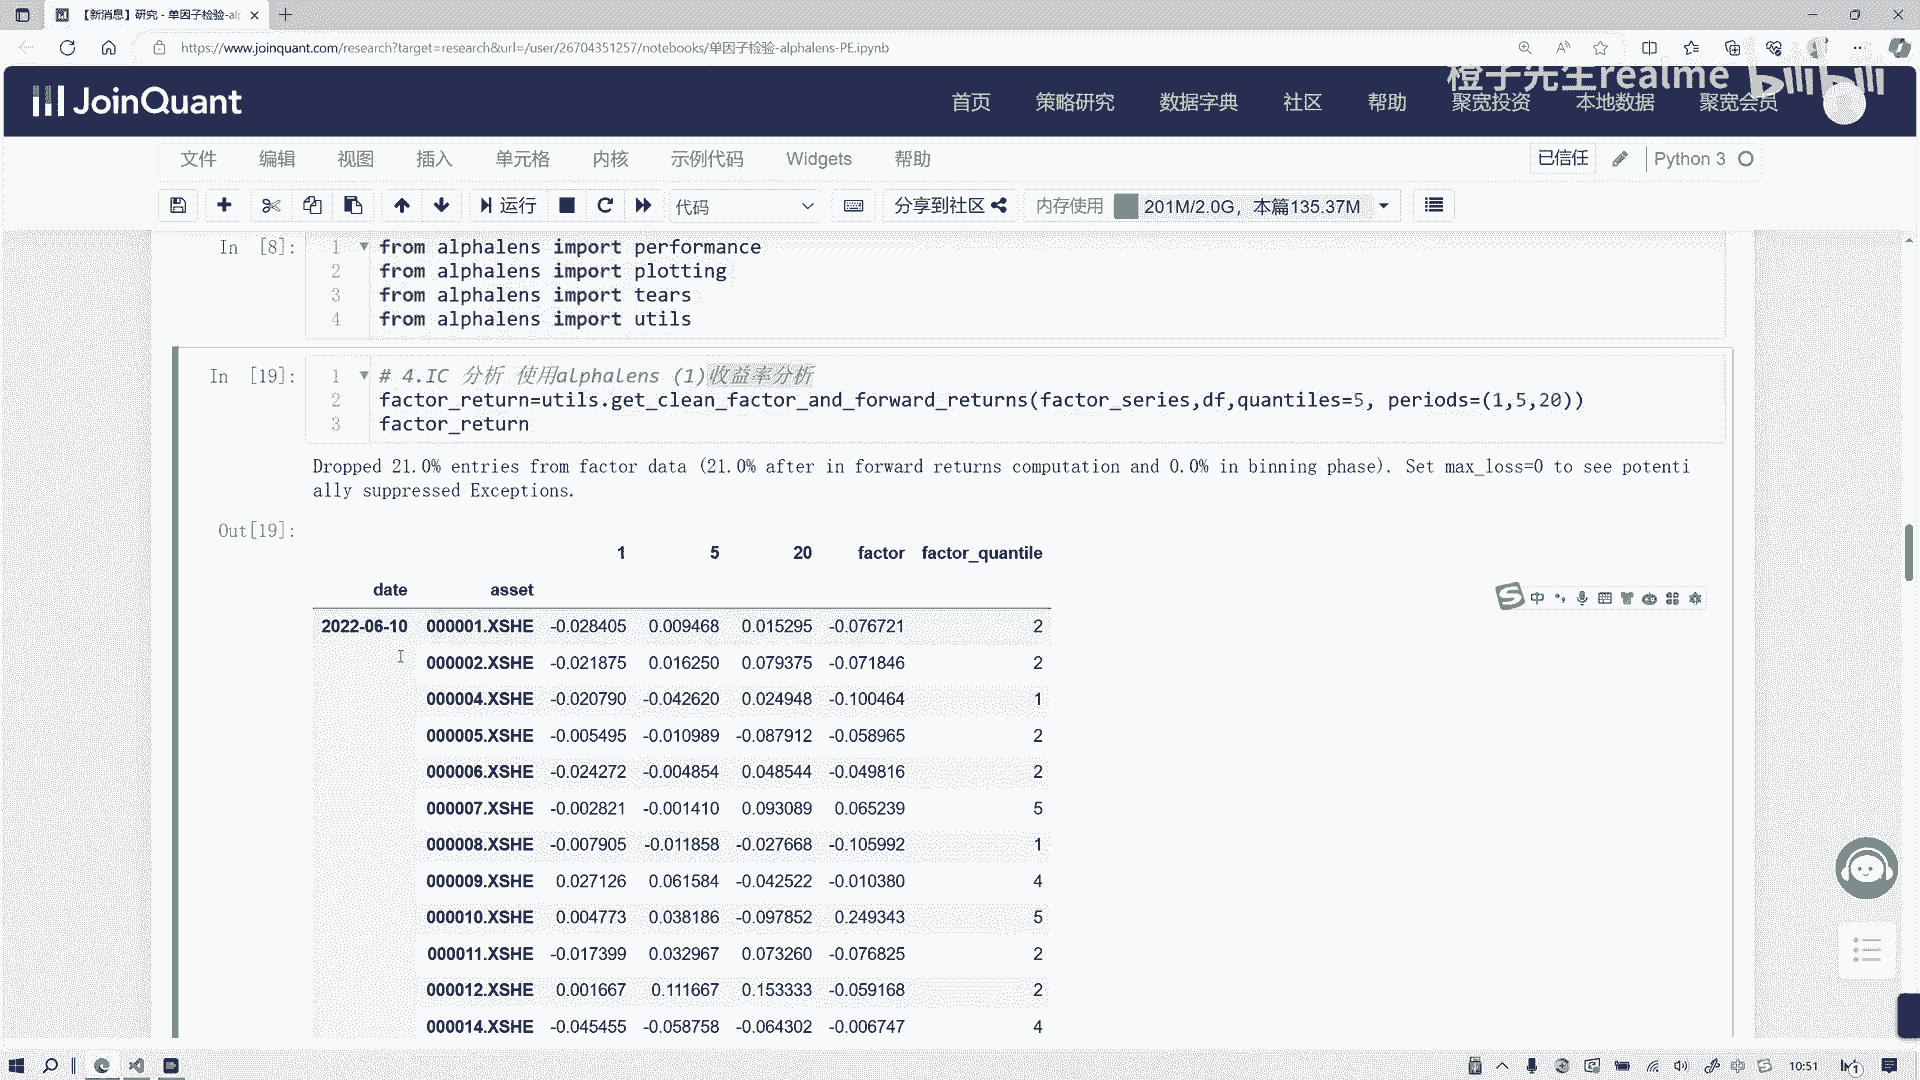 【新消息】研究 - 单因子检验-alp
https://www.joinquant.com/research?target=research&url=/user/26704351257/notebooks/单因子检验-alphalens-PE.ipynb
橙子先生realme bilibili
JoinQuant 首页 策略研究 数据字典 社区 帮助 聚宽投资 本地数据 聚宽会员
文件 编辑 视图 插入 单元格 内核 示例代码 Widgets 帮助 已信任 Python 3
运行 代码 分享到社区 内存使用 201M/2.0G，本篇135.37M
In [8]:
1 from alphalens import performance
2 from alphalens import plotting
3 from alphalens import tears
4 from alphalens import utils
In [19]:
1 # 4.IC 分析 使用alphalens (1)收益率分析
2 factor_return=utils.get_clean_factor_and_forward_returns(factor_series,df,quantiles=5, periods=(1,5,20))
3 factor_return
Dropped 21.0% entries from factor data (21.0% after in forward returns computation and 0.0% in binning phase). Set max_loss=0 to see potenti
ally suppressed Exceptions.
Out[19]:
1 5 20 factor factor_quantile
date asset
2022-06-10 000001.XSHE -0.028405 0.009468 0.015295 -0.076721 2
000002.XSHE -0.021875 0.016250 0.079375 -0.071846 2
000004.XSHE -0.020790 -0.042620 0.024948 -0.100464 1
000005.XSHE -0.005495 -0.010989 -0.087912 -0.058965 2
000006.XSHE -0.024272 -0.004854 0.048544 -0.049816 2
000007.XSHE -0.002821 -0.001410 0.093089 0.065239 5
000008.XSHE -0.007905 -0.011858 -0.027668 -0.105992 1
000009.XSHE 0.027126 0.061584 -0.042522 -0.010380 4
000010.XSHE 0.004773 0.038186 -0.097852 0.249343 5
000011.XSHE -0.017399 0.032967 0.073260 -0.076825 2
000012.XSHE 0.001667 0.111667 0.153333 -0.059168 2
000014.XSHE -0.045455 -0.058758 -0.064302 -0.006747 4
中
中 10:51